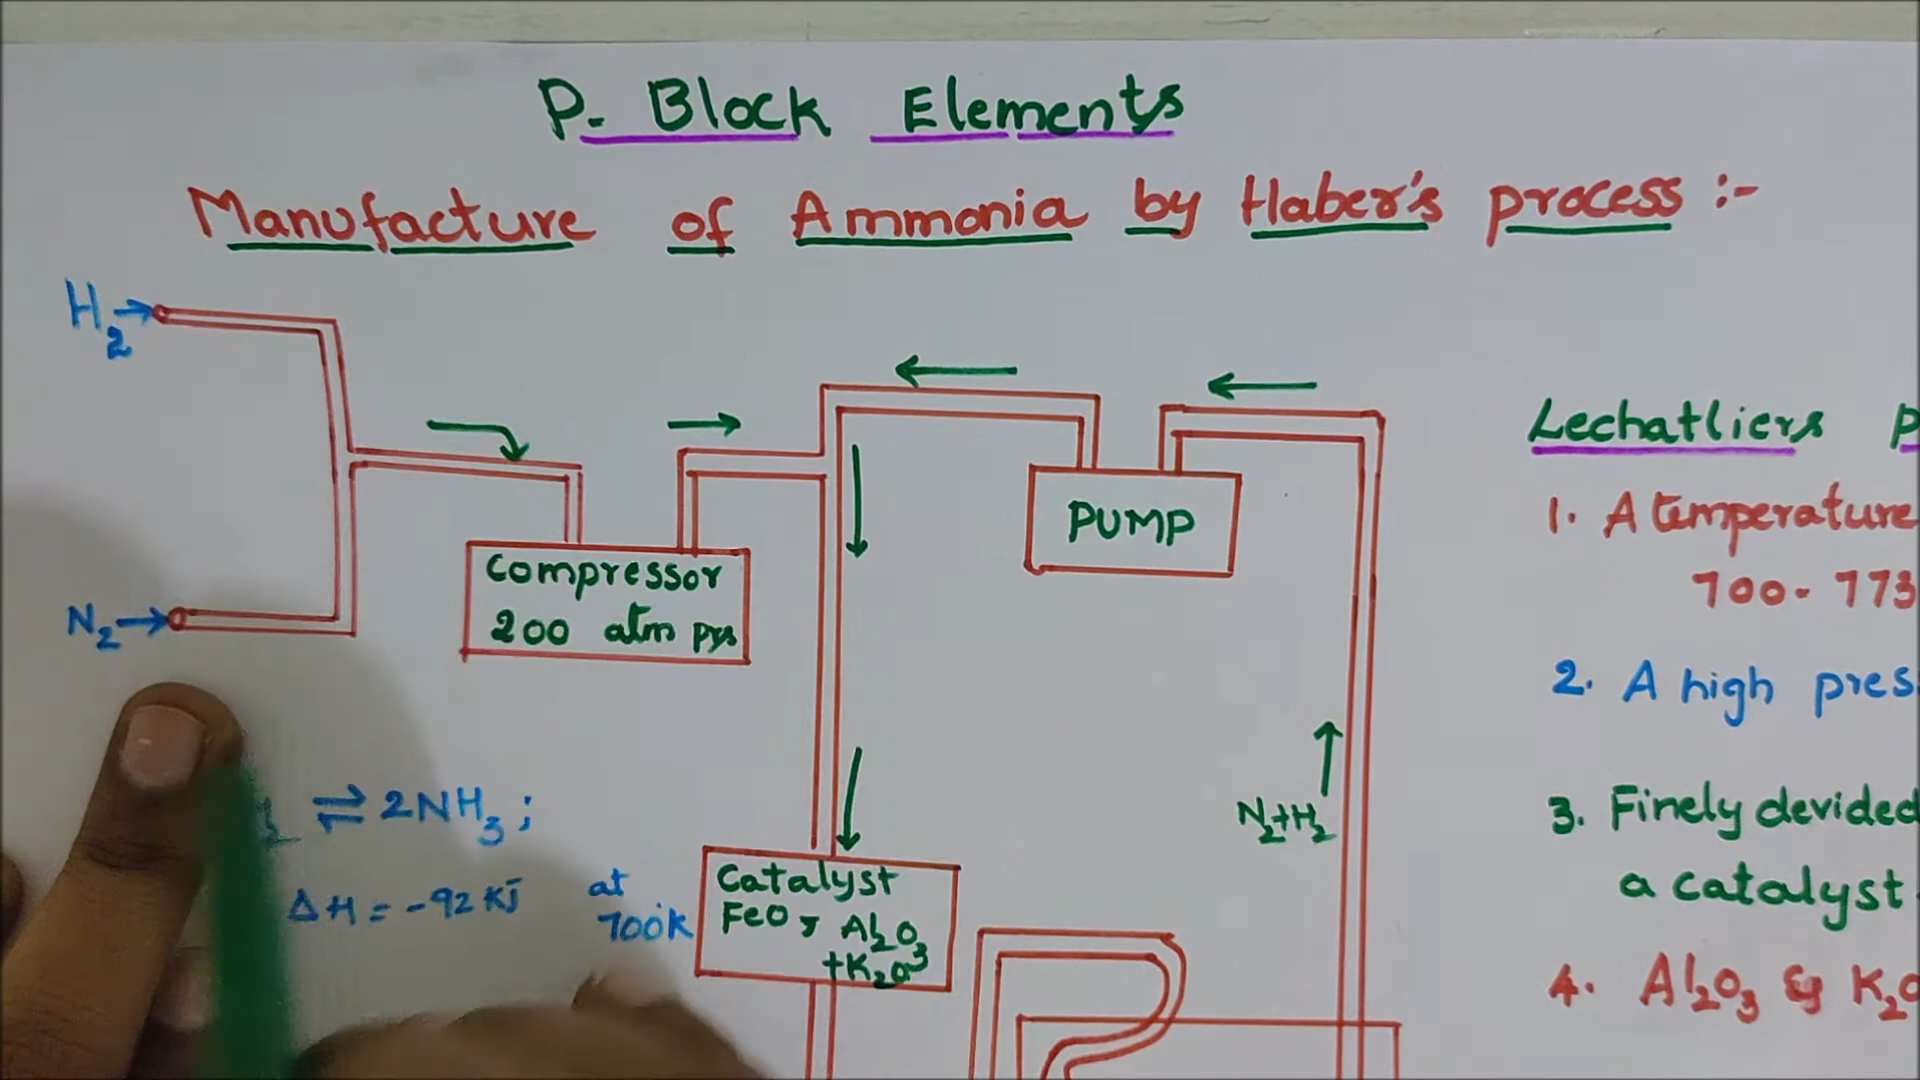 P. Block Elements
Manufacture of Ammonia by Haber's process :-
H2
N2
Compressor
200 atm prs
PUMP
⇌ 2NH3 ;
ΔH = -92 KJ
at
700K
Catalyst
FeO, Al2O3
+K2O
N2+H2
Lechatliers
1. A temperature
700- 773
2. A high pres
3. Finely devided
a catalyst
4. Al2O3 & K2O